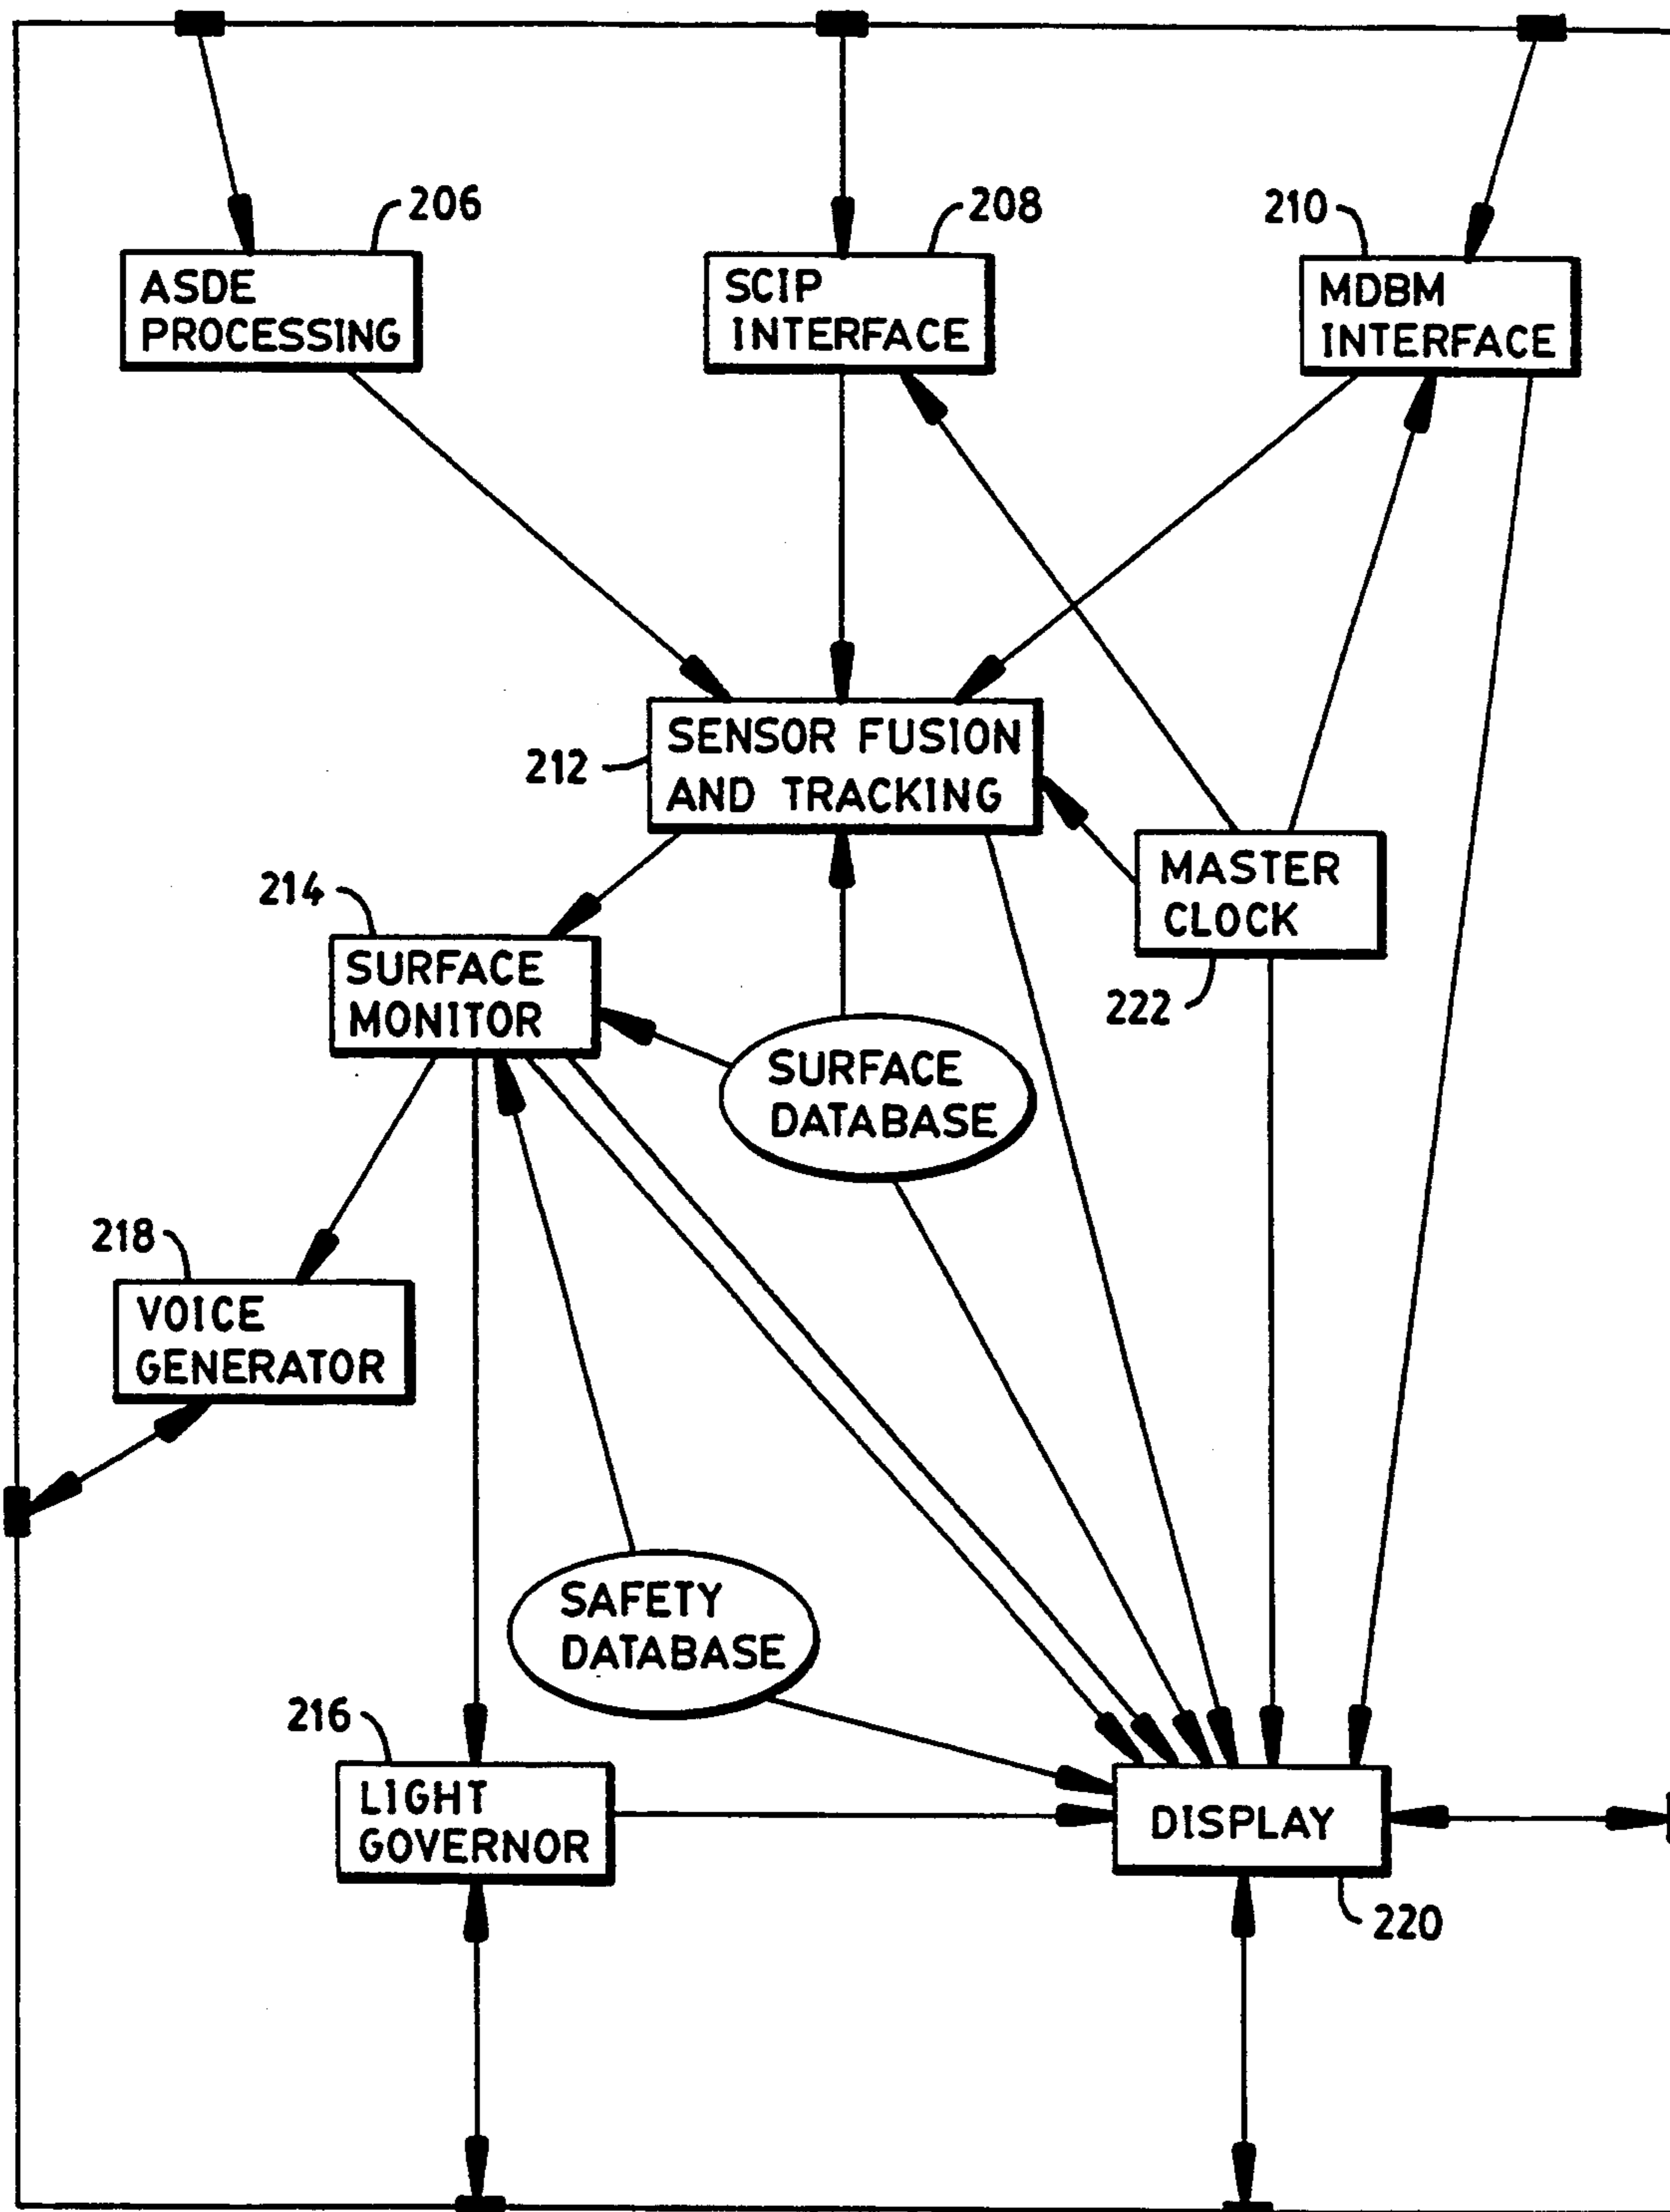 206
208
210
ASDE
PROCESSING
SCIP
INTERFACE
MDBM
INTERFACE
212
SENSOR FUSION
AND TRACKING
214
MASTER
CLOCK
222
SURFACE
MONITOR
SURFACE
DATABASE
218
VOICE
GENERATOR
SAFETY
DATABASE
216
LIGHT
GOVERNOR
DISPLAY
220